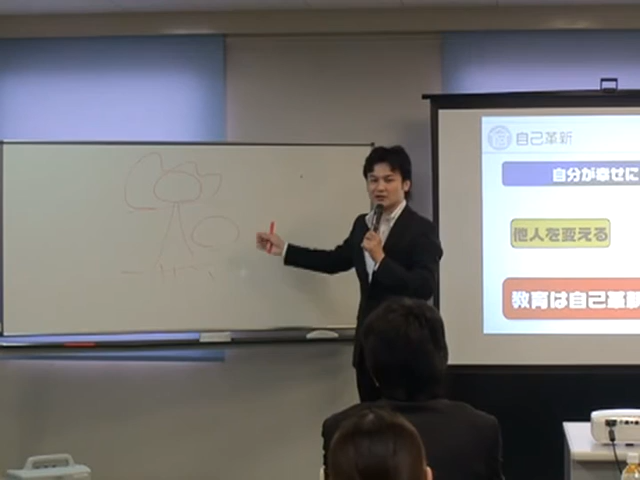 自己革新
自分が幸せに
他人を変える
教育は自己革新